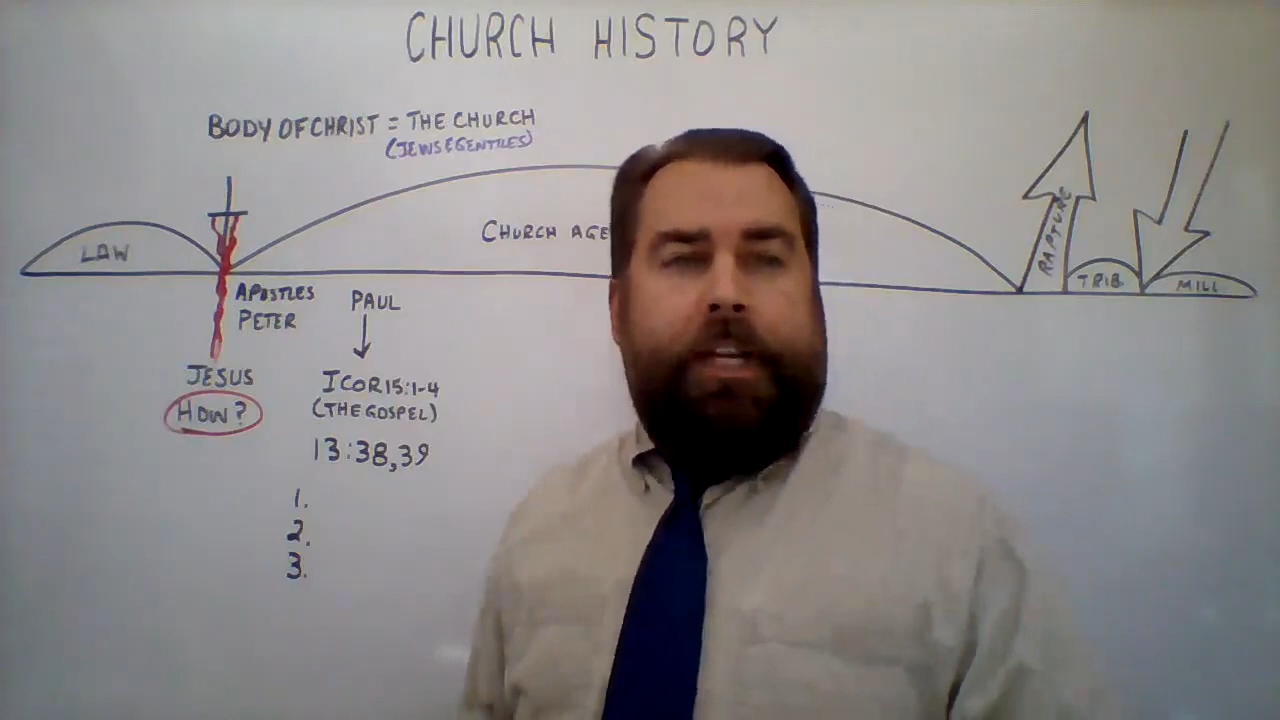 CHURCH HISTORY
BODY OF CHRIST = THE CHURCH
(JEWS & GENTILES)
LAW
CHURCH AGE
RAPTURE
TRIB
MILL
APOSTLES
PETER
PAUL
JESUS
HOW?
I COR 15:1-4
(THE GOSPEL)
13:38,39
1.
2.
3.